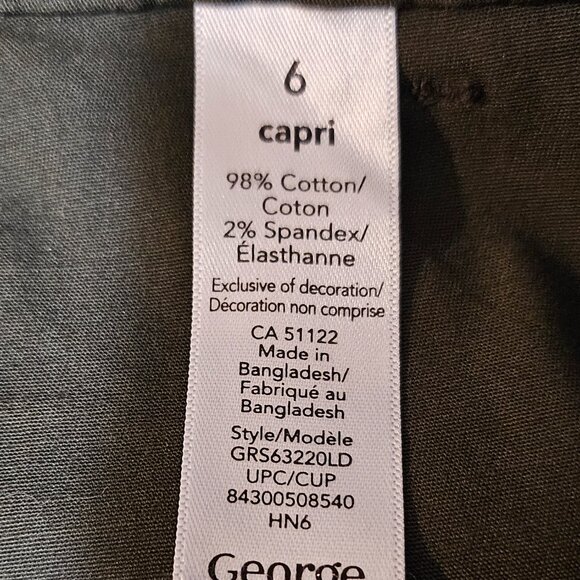 6
capri
98% Cotton/
Coton
2% Spandex/
Élasthanne
Exclusive of decoration/
Décoration non comprise
CA 51122
Made in
Bangladesh/
Fabriqué au
Bangladesh
Style/Modèle
GRS63220LD
UPC/CUP
84300508540
HN6
George